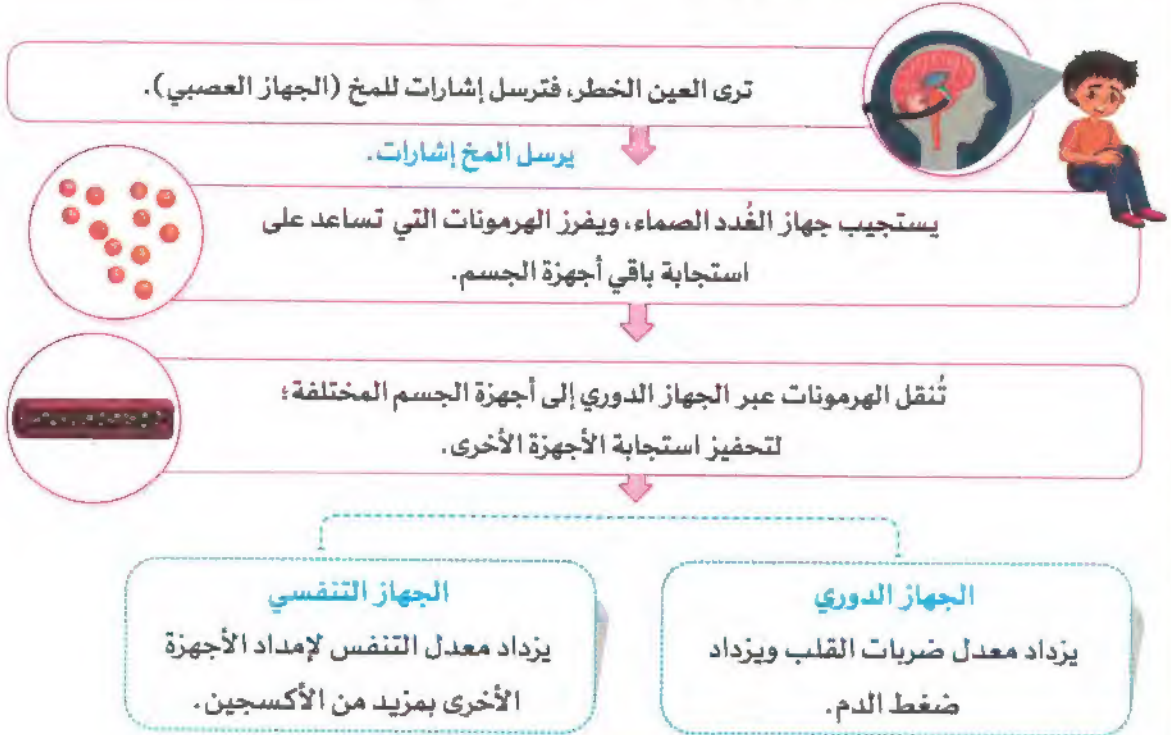 ترى العين الخطر، فترسل إشارات للمخ (الجهاز العصبي).
يرسل المخ إشارات.
يستجيب جهاز الغُدد الصماء، ويفرز الهرمونات التي تساعد على
استجابة باقي أجهزة الجسم.
تُنقل الهرمونات عبر الجهاز الدوري إلى أجهزة الجسم المختلفة؛
لتحفيز استجابة الأجهزة الأخرى.
الجهاز الدوري
يزداد معدل ضربات القلب ويزداد
ضغط الدم.
الجهاز التنفسي
يزداد معدل التنفس لإمداد الأجهزة
الأخرى بمزيد من الأكسجين.